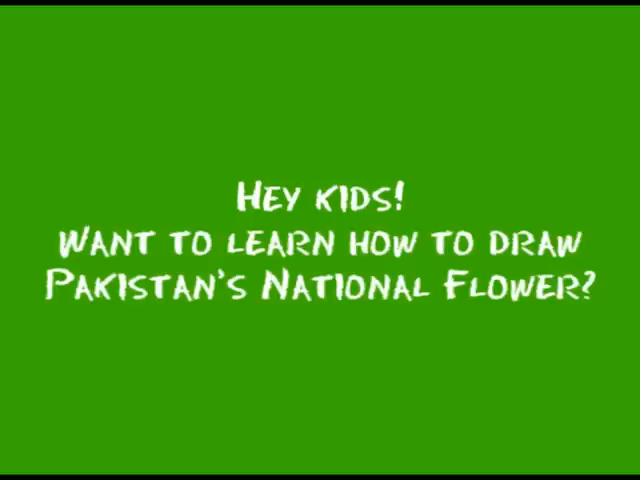 Hey kids!
Want to learn how to draw
Pakistan's National Flower?